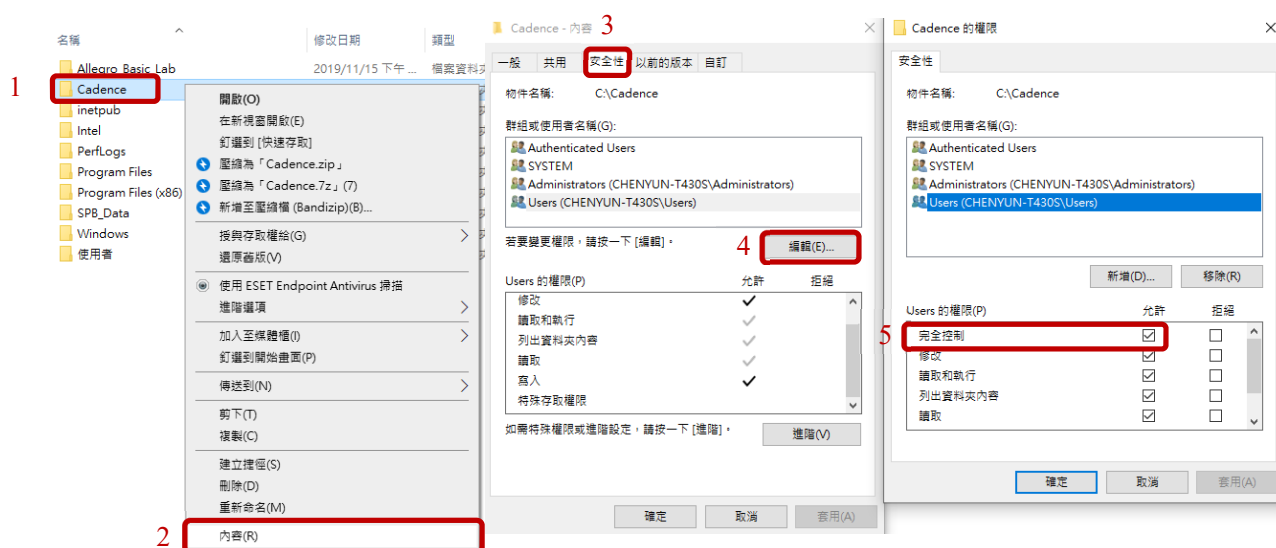 名稱
修改日期
類型
Allegro_Basic_Lab
2019/11/15 下午 ...
檔案資料夾
1
Cadence
inetpub
Intel
PerfLogs
Program Files
Program Files (x86)
SPB_Data
Windows
使用者
開啟(O)
在新視窗開啟(E)
釘選到 [快速存取]
壓縮為「Cadence.zip」
壓縮為「Cadence.7z」(7)
新增至壓縮檔 (Bandizip)(B)...
授與存取權給(G)
還原舊版(V)
使用 ESET Endpoint Antivirus 掃描
進階選項
加入至媒體櫃(I)
釘選到開始畫面(P)
傳送到(N)
剪下(T)
複製(C)
建立捷徑(S)
刪除(D)
重新命名(M)
2
內容(R)
Cadence - 內容
3
一般
共用
安全性
以前的版本
自訂
物件名稱: C:\Cadence
群組或使用者名稱(G):
Authenticated Users
SYSTEM
Administrators (CHENYUN-T430S\Administrators)
Users (CHENYUN-T430S\Users)
若要變更權限，請按一下 [編輯]。
4
編輯(E)...
Users 的權限(P)
允許
拒絕
修改
讀取和執行
列出資料夾內容
讀取
寫入
特殊存取權限
如需特殊權限或進階設定，請按一下 [進階]。
進階(V)
確定
取消
套用(A)
Cadence 的權限
安全性
物件名稱: C:\Cadence
群組或使用者名稱(G):
Authenticated Users
SYSTEM
Administrators (CHENYUN-T430S\Administrators)
Users (CHENYUN-T430S\Users)
新增(D)...
移除(R)
Users 的權限(P)
允許
拒絕
5
完全控制
修改
讀取和執行
列出資料夾內容
讀取
確定
取消
套用(A)